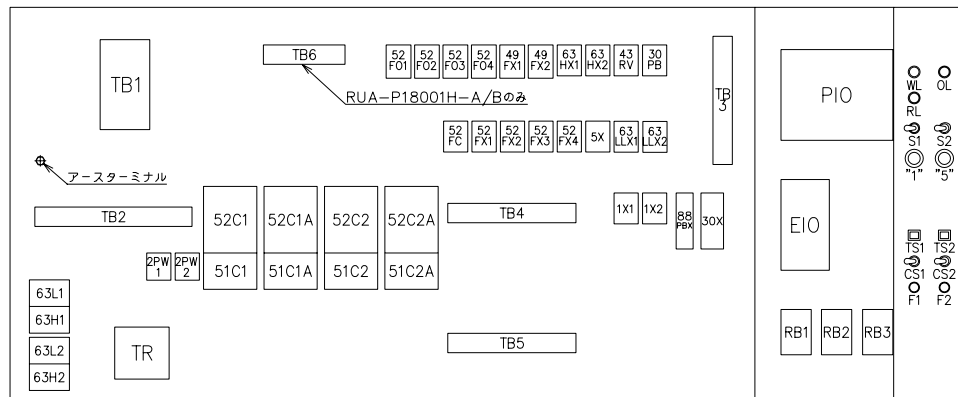 TB1
TB6
RUA-P18001H-A/Bのみ
52 FO1
52 FO2
52 FO3
52 FO4
49 FX1
49 FX2
63 HX1
63 HX2
43 RV
30 PB
TB 3
52 FC
52 FX1
52 FX2
52 FX3
52 FX4
5X
63 LLX1
63 LLX2
アースターミナル
TB2
52C1
52C1A
52C2
52C2A
TB4
1X1
1X2
88 PBX
30X
2PW 1
2PW 2
51C1
51C1A
51C2
51C2A
63L1
63H1
63L2
63H2
TR
TB5
PIO
EIO
RB1
RB2
RB3
WL
OL
RL
S1
S2
"1"
"5"
TS1
TS2
CS1
CS2
F1
F2